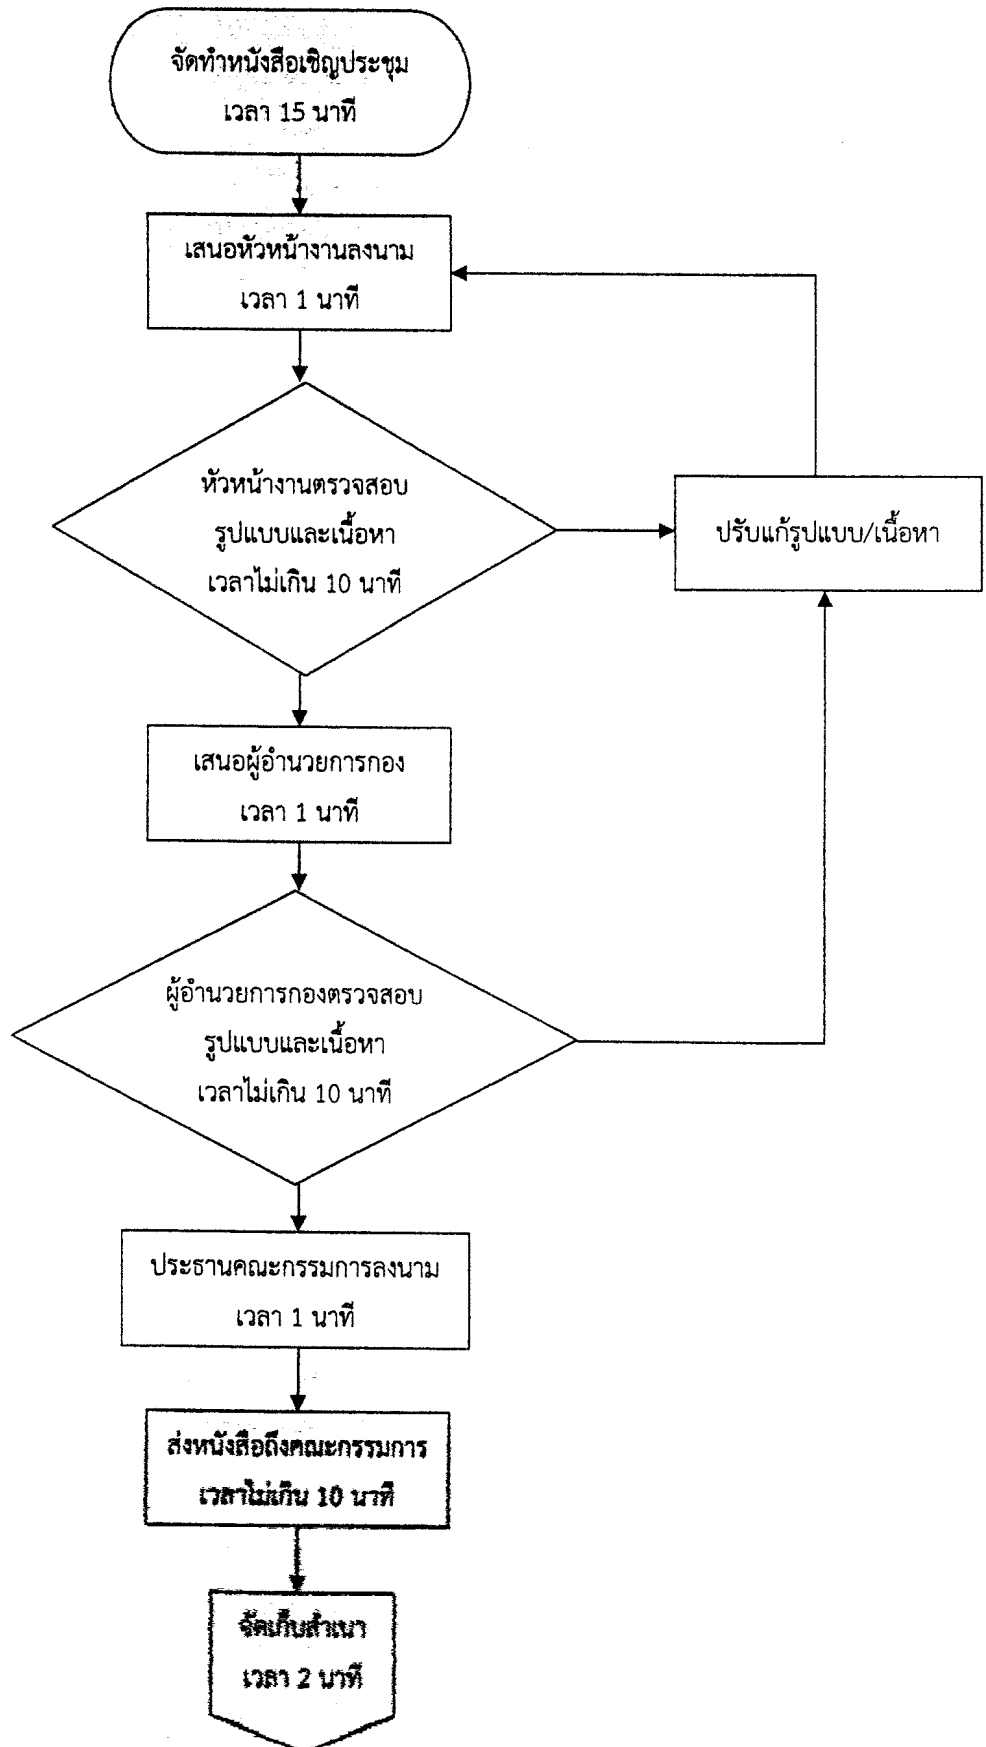 จัดทำหนังสือเชิญประชุม
เวลา 15 นาที
เสนอหัวหน้างานลงนาม
เวลา 1 นาที
หัวหน้างานตรวจสอบ
รูปแบบและเนื้อหา
เวลาไม่เกิน 10 นาที
ปรับแก้รูปแบบ/เนื้อหา
เสนอผู้อำนวยการกอง
เวลา 1 นาที
ผู้อำนวยการกองตรวจสอบ
รูปแบบและเนื้อหา
เวลาไม่เกิน 10 นาที
ประธานคณะกรรมการลงนาม
เวลา 1 นาที
ส่งหนังสือถึงคณะกรรมการ
เวลาไม่เกิน 10 นาที
จัดเก็บสำเนา
เวลา 2 นาที